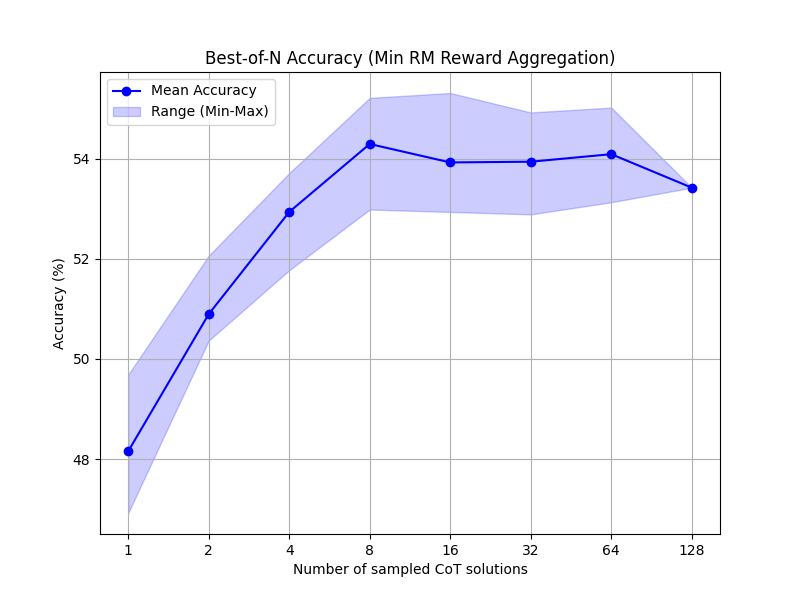 Best-of-N Accuracy (Min RM Reward Aggregation)
Mean Accuracy
Range (Min-Max)
Accuracy (%)
54
52
50
48
1 2 4 8 16 32 64 128
Number of sampled CoT solutions